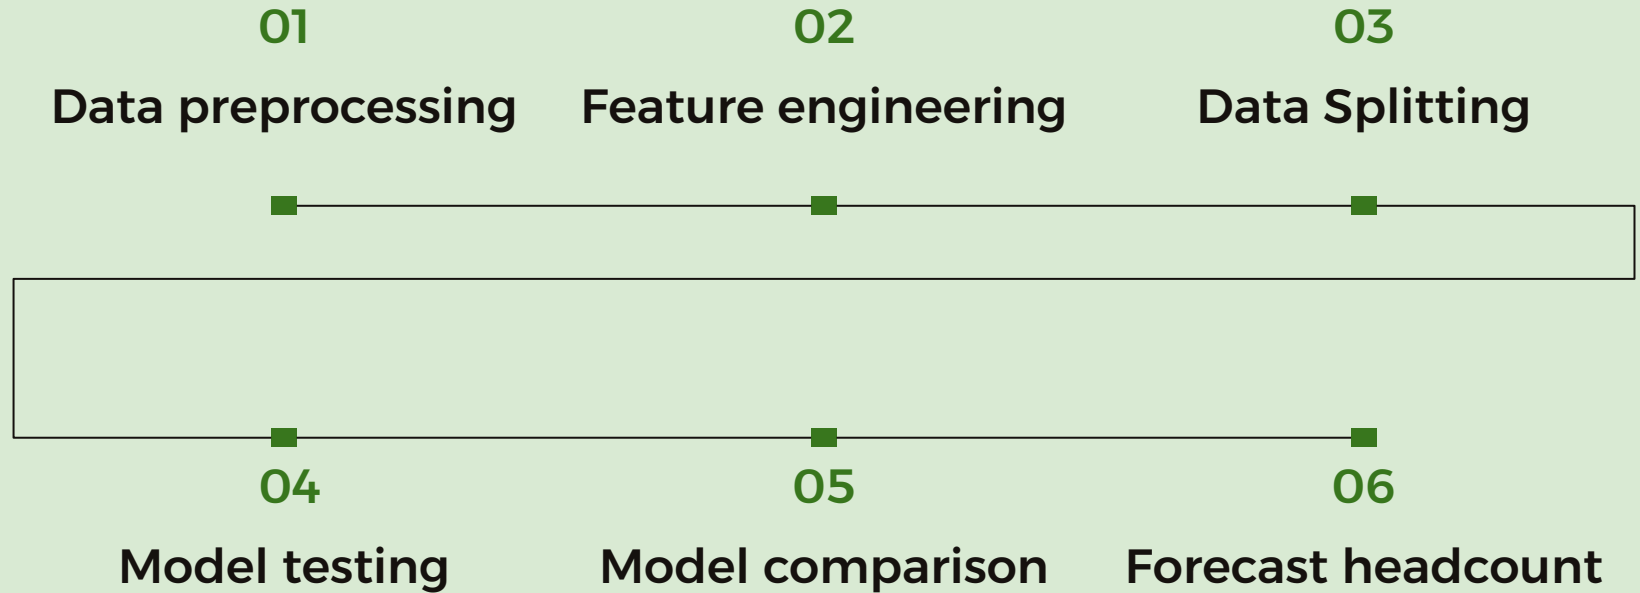 01
Data preprocessing
02
Feature engineering
03
Data Splitting
04
Model testing
05
Model comparison
06
Forecast headcount